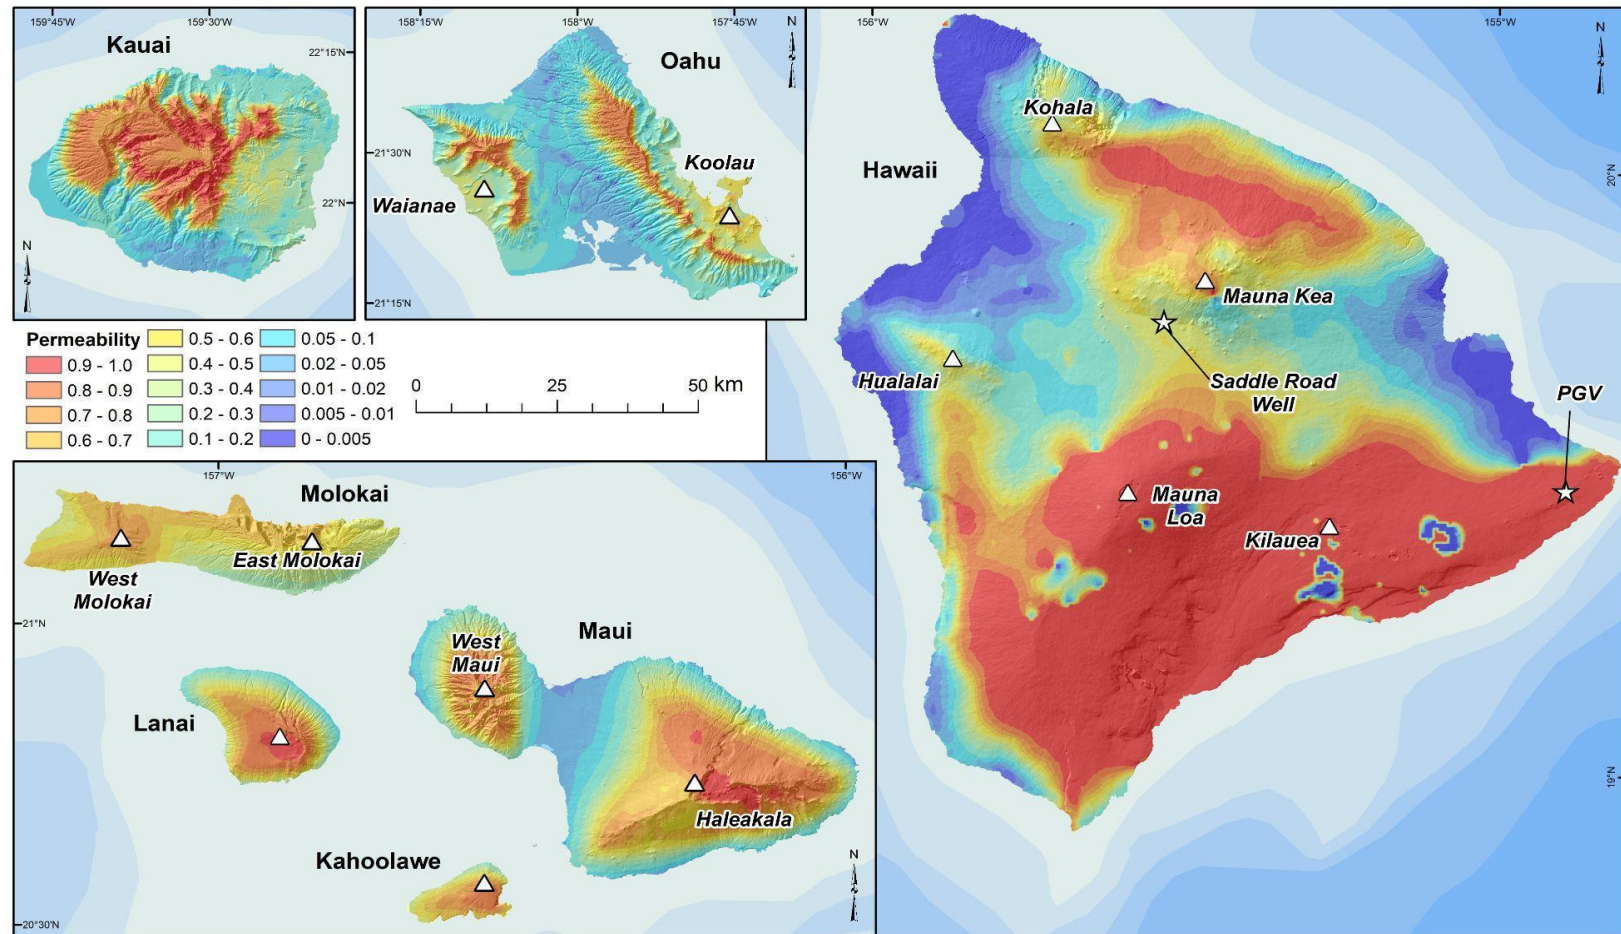 159°45'W
159°30'W
Kauai
22°15'N
22°N
N
158°15'W
158°W
157°45'W
N
Oahu
21°30'N
Koolau
Waianae
21°15'N
156°W
155°W
N
Kohala
Hawaii
20°N
Mauna Kea
Hualalai
Saddle Road
Well
PGV
Mauna
Loa
Kilauea
19°N
Permeability
0.9 - 1.0
0.8 - 0.9
0.7 - 0.8
0.6 - 0.7
0.5 - 0.6
0.4 - 0.5
0.3 - 0.4
0.2 - 0.3
0.1 - 0.2
0.05 - 0.1
0.02 - 0.05
0.01 - 0.02
0.005 - 0.01
0 - 0.005
0
25
50 km
157°W
156°W
Molokai
East Molokai
West
Molokai
21°N
West
Maui
Maui
Lanai
Haleakala
Kahoolawe
N
20°30'N